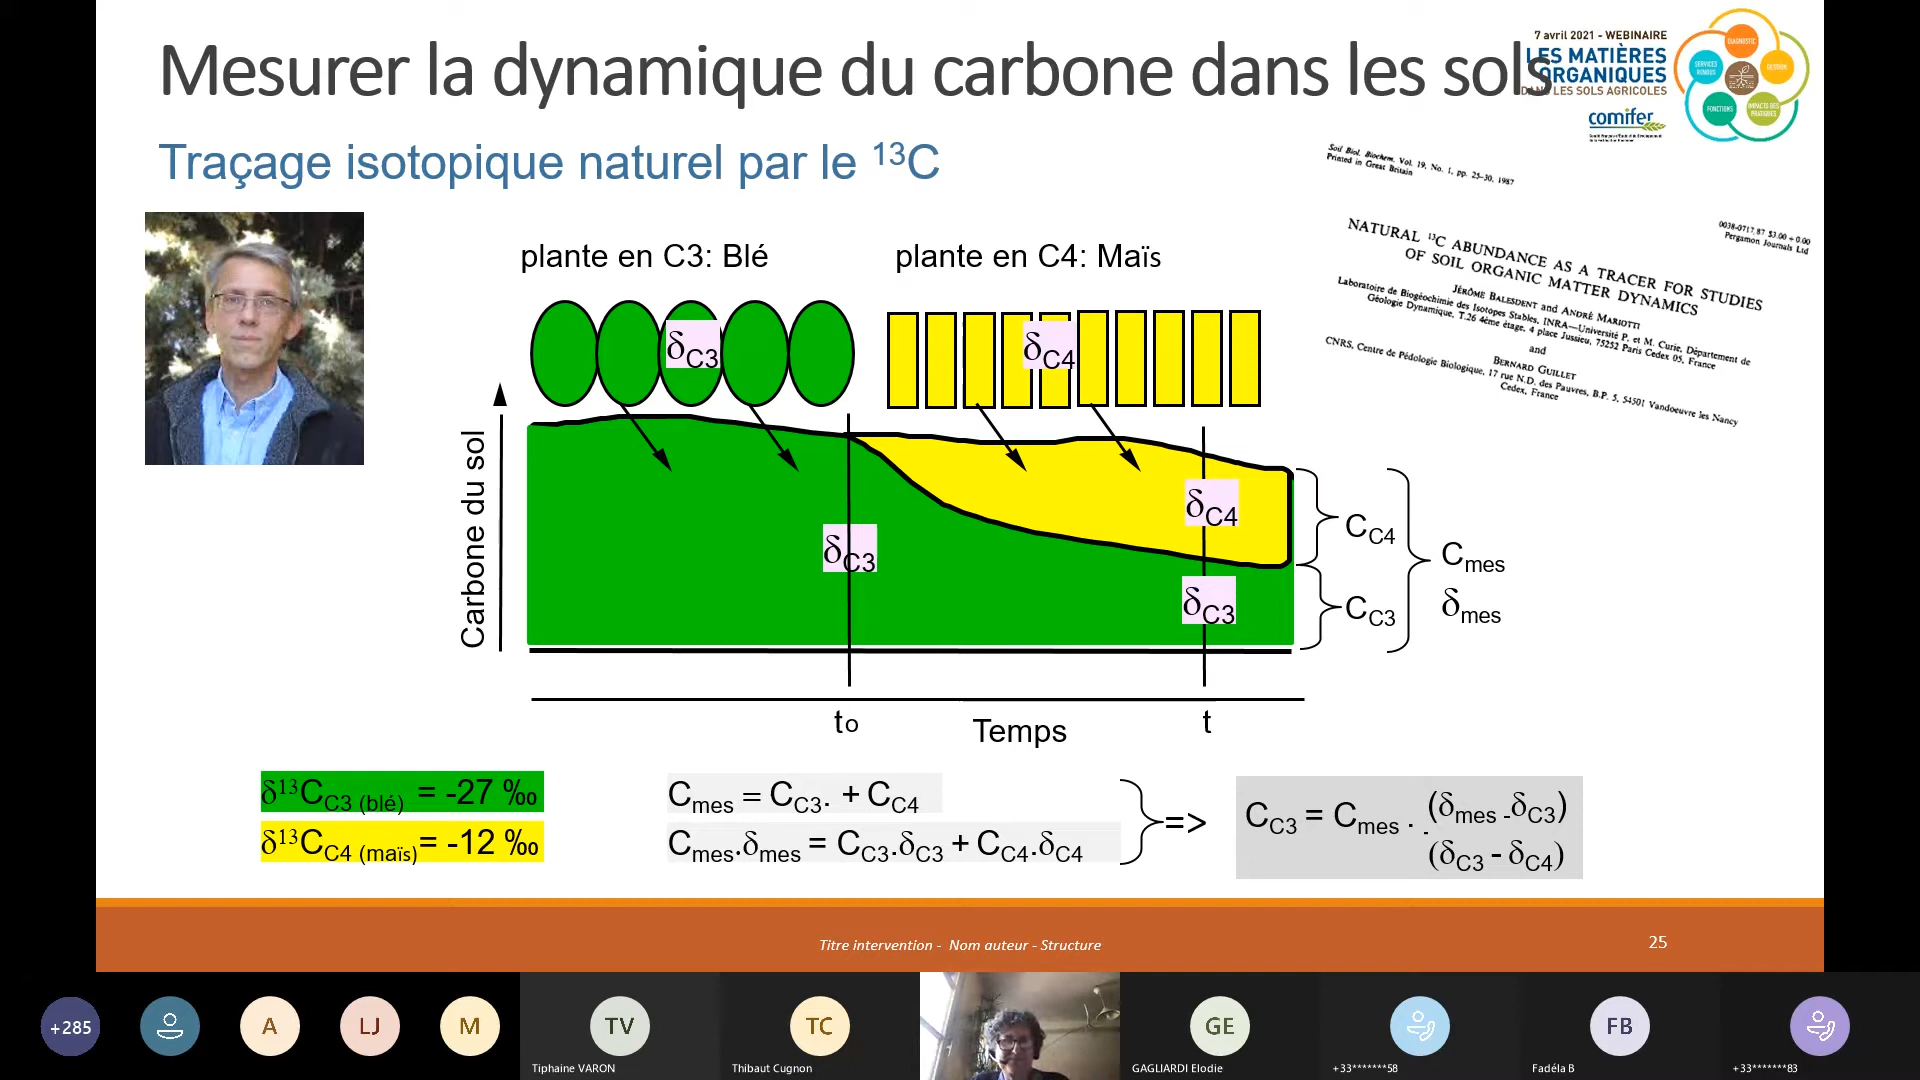 Mesurer la dynamique du carbone dans les sols
7 avril 2021 - WEBINAIRE
LES MATIÈRES
ORGANIQUES
DANS LES SOLS AGRICOLES
comifer
DIAGNOSTIC
SERVICES RENDUS
GESTION
FONCTIONS
IMPACTS DES PRATIQUES
Traçage isotopique naturel par le ¹³C
Soil Biol. Biochem. Vol. 19, No. 1, pp. 25-30, 1987
Printed in Great Britain
0038-0717/87 $3.00 + 0.00
Pergamon Journals Ltd
NATURAL ¹³C ABUNDANCE AS A TRACER FOR STUDIES
OF SOIL ORGANIC MATTER DYNAMICS
JÉRÔME BALESDENT and ANDRÉ MARIOTTI
Laboratoire de Biogéochimie des Isotopes Stables, INRA—Université P. et M. Curie, Département de
Géologie Dynamique, T.26 4ème étage, 4 place Jussieu, 75252 Paris Cedex 05, France
and
BERNARD GUILLET
CNRS, Centre de Pédologie Biologique, 17 rue N.D. des Pauvres, B.P. 5, 54501 Vandoeuvre les Nancy
Cedex, France
plante en C3: Blé
plante en C4: Maïs
δC3
δC4
Carbone du sol
δC3
δC4
δC3
CC4
CC3
Cmes
δmes
to
Temps
t
δ¹³CC3 (blé) = -27 ‰
δ¹³CC4 (maïs)= -12 ‰
Cmes = CC3. + CC4
Cmes.δmes = CC3.δC3 + CC4.δC4
=>
CC3 = Cmes . (δmes - δC3)
(δC3 - δC4)
Titre intervention - Nom auteur - Structure
25
+285
A
LJ
M
TV
Tiphaine VARON
TC
Thibaut Cugnon
GE
GAGLIARDI Elodie
+33*******58
FB
Fadéla B
+33*******83